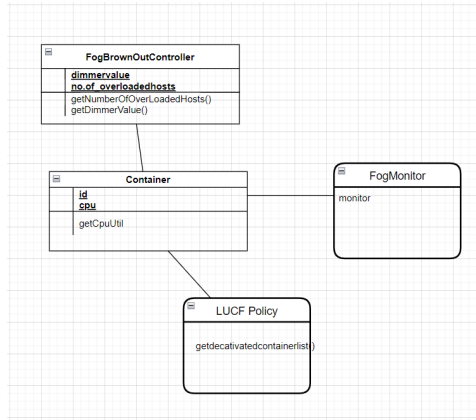 FogBrownOutController
dimmervalue
no.of_overloadedhosts
getNumberOfOverLoadedHosts()
getDimmerValue()
Container
id
cpu
getCpuUtil
FogMonitor
monitor
LUCF Policy
getdecativatedcontainerlist()